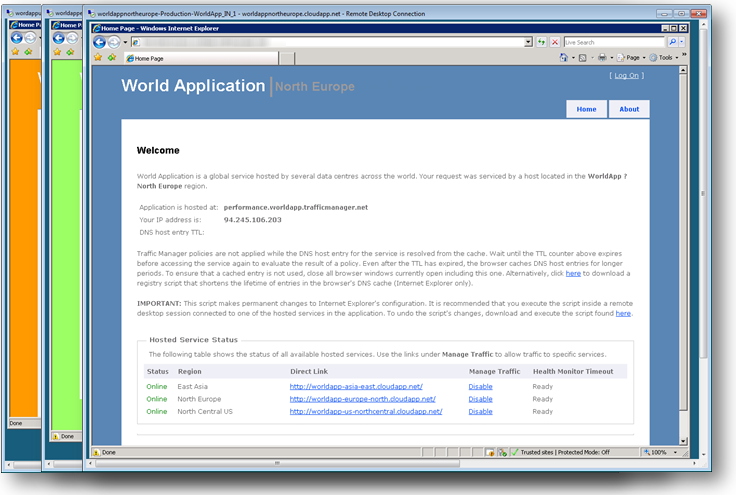 wordapp
worldapp
worldappnortheurope-Production-WorldApp_IN_1 - worldappnortheurope.cloudapp.net - Remote Desktop Connection
Home Page - Windows Internet Explorer
Live Search
Home Page
Page
Tools
World Application
North Europe
[ Log On ]
Home
About
Welcome
World Application is a global service hosted by several data centres across the world. Your request was serviced by a host located in the WorldApp ?
North Europe region.
Application is hosted at: performance.worldapp.trafficmanager.net
Your IP address is: 94.245.106.203
DNS host entry TTL:
Traffic Manager policies are not applied while the DNS host entry for the service is resolved from the cache. Wait until the TTL counter above expires
before accessing the service again to evaluate the result of a policy. Even after the TTL has expired, the browser caches DNS host entries for longer
periods. To ensure that a cached entry is not used, close all browser windows currently open including this one. Alternatively, click here to download a
registry script that shortens the lifetime of entries in the browser's DNS cache (Internet Explorer only).
IMPORTANT: This script makes permanent changes to Internet Explorer's configuration. It is recommended that you execute the script inside a remote
desktop session connected to one of the hosted services in the application. To undo the script's changes, download and execute the script found here.
Hosted Service Status
The following table shows the status of all available hosted services. Use the links under Manage Traffic to allow traffic to specific services.
Status Region Direct Link Manage Traffic Health Monitor Timeout
Online East Asia http://worldapp-asia-east.cloudapp.net/ Disable Ready
Online North Europe http://worldapp-europe-north.cloudapp.net/ Disable Ready
Online North Central US http://worldapp-us-northcentral.cloudapp.net/ Disable Ready
Done
Done
Done
Trusted sites | Protected Mode: Off
100%